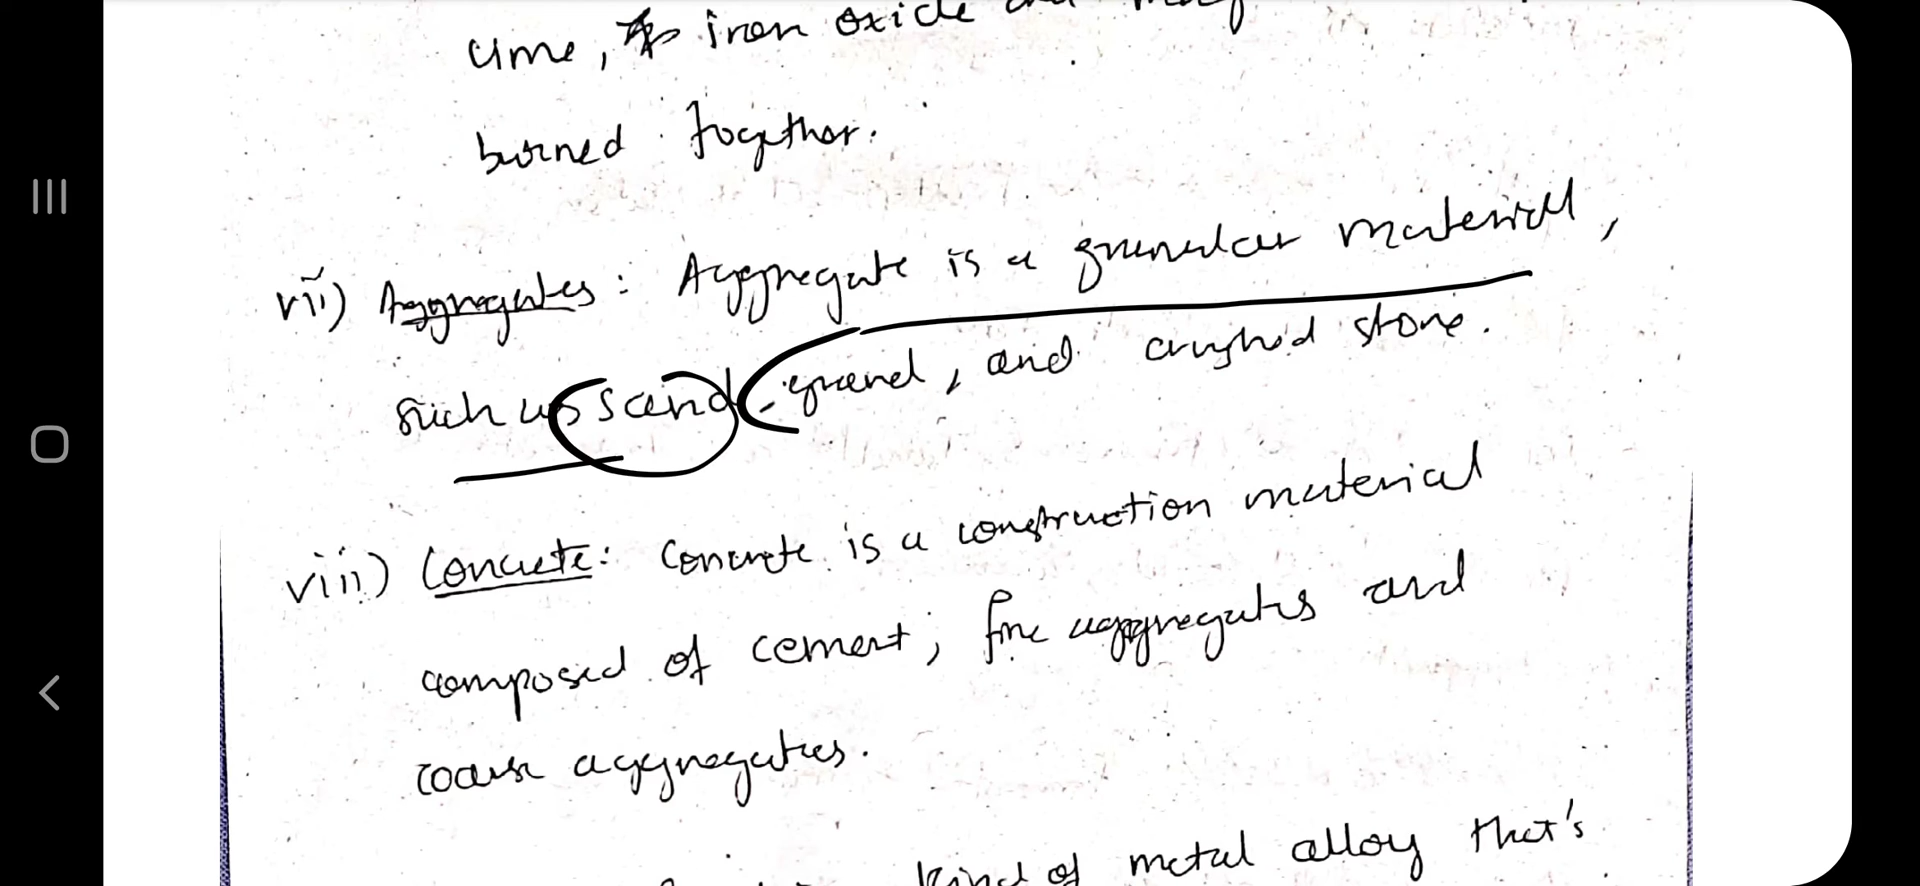 lime, iron oxide and
burned together.
vii) Aggregates: Aggregate is a granular material,
such as sand, gravel, and crushed stone.
viii) Concrete: Concrete is a construction material
composed of cement, fine aggregates and
coarse aggregates.
kind of metal alloy that's